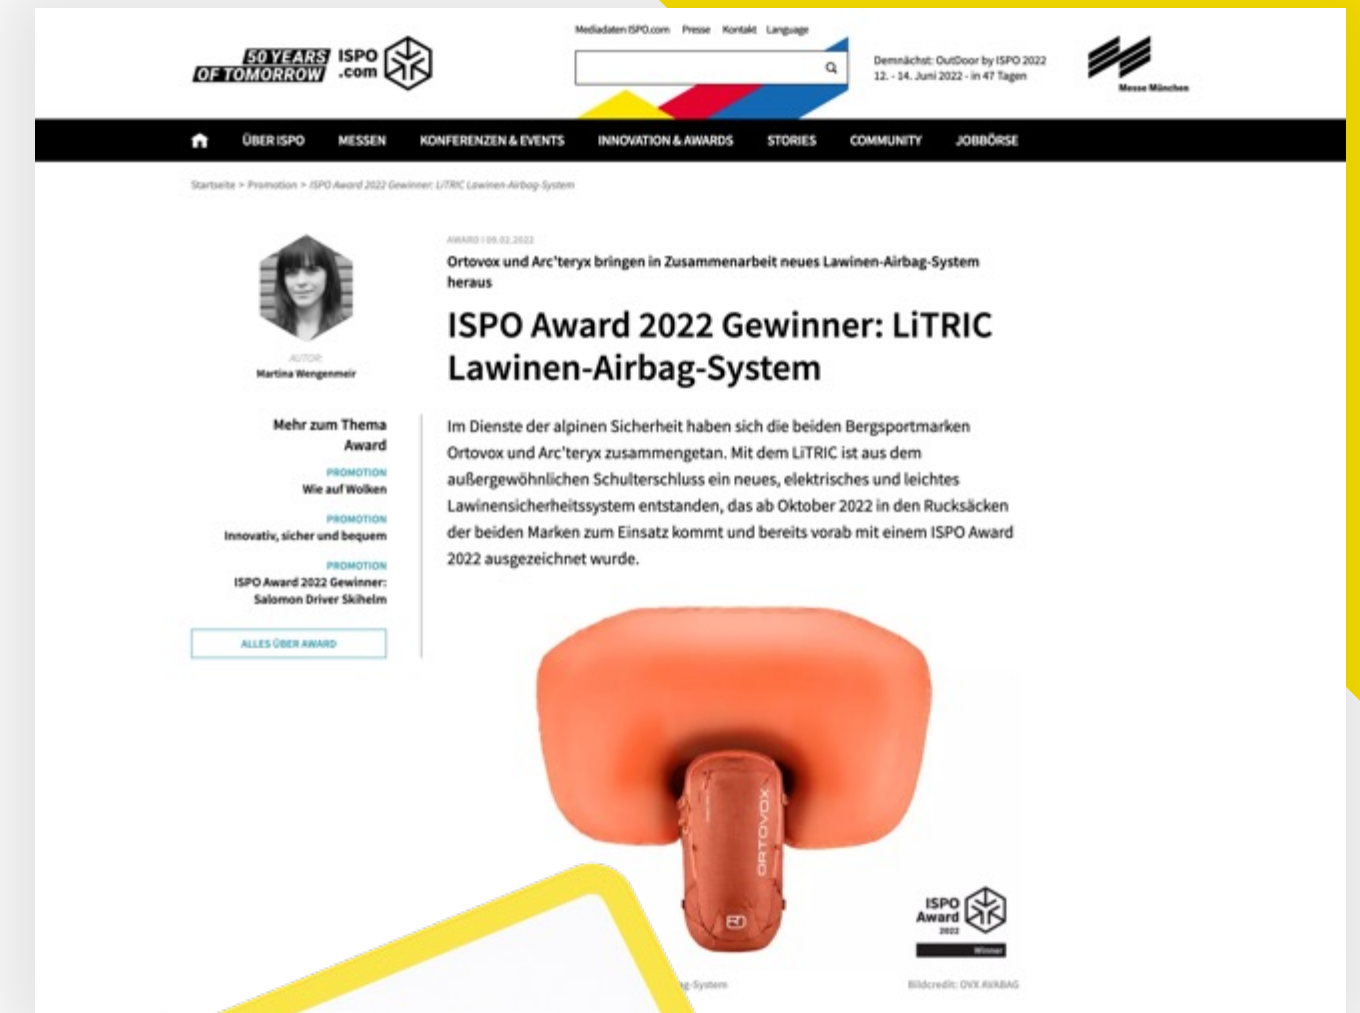 Mediadaten ISPO.com Presse Kontakt Language
50 YEARS
OF TOMORROW
ISPO
.com
Demnächst: OutDoor by ISPO 2022
12. - 14. Juni 2022 - in 47 Tagen
Messe München
ÜBER ISPO MESSEN KONFERENZEN & EVENTS INNOVATION & AWARDS STORIES COMMUNITY JOBBÖRSE
Startseite > Promotion > ISPO Award 2022 Gewinner: LiTRIC Lawinen-Airbag-System
AUTOR:
Martina Wengenmeir
Mehr zum Thema
Award
PROMOTION
Wie auf Wolken
PROMOTION
Innovativ, sicher und bequem
PROMOTION
ISPO Award 2022 Gewinner:
Salomon Driver Skihelm
ALLES ÜBER AWARD
AWARD | 09.02.2022
Ortovox und Arc'teryx bringen in Zusammenarbeit neues Lawinen-Airbag-System
heraus
ISPO Award 2022 Gewinner: LiTRIC
Lawinen-Airbag-System
Im Dienste der alpinen Sicherheit haben sich die beiden Bergsportmarken
Ortovox und Arc'teryx zusammengetan. Mit dem LiTRIC ist aus dem
außergewöhnlichen Schulterschluss ein neues, elektrisches und leichtes
Lawinensicherheitssystem entstanden, das ab Oktober 2022 in den Rucksäcken
der beiden Marken zum Einsatz kommt und bereits vorab mit einem ISPO Award
2022 ausgezeichnet wurde.
ORTOVOX
ISPO
Award
2022
Winner
ag-System
Bildcredit: OVX AVABAG